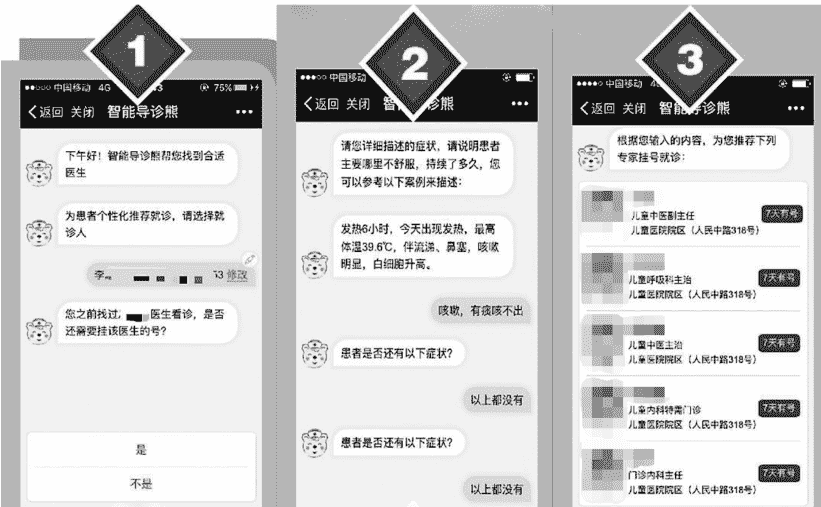 1
中国移动 4G
75%
返回 关闭 智能导诊熊
下午好！智能导诊熊帮您找到合适
医生
为患者个性化推荐就诊，请选择就
诊人
李
53 修改
您之前找过
医生看诊，是否
还需要挂该医生的号？
是
不是
2
中国移动
返回 关闭
诊熊
请您详细描述的症状，请说明患者
主要哪里不舒服，持续了多久，您
可以参考以下案例来描述：
发热6小时，今天出现发热，最高
体温39.6℃，伴流涕、鼻塞，咳嗽
明显，白细胞升高。
咳嗽，有痰咳不出
患者是否还有以下症状？
以上都没有
患者是否还有以下症状？
以上都没有
3
中国移动
返回 关闭 智能导诊熊
根据您输入的内容，为您推荐下列
专家挂号就诊：
儿童中医副主任
7天有号
儿童医院院区（人民中路318号）
儿童呼吸科主治
7天有号
儿童医院院区（人民中路318号）
儿童中医主治
7天有号
儿童医院院区（人民中路318号）
儿童内科特需门诊
7天有号
儿童医院院区（人民中路318号）
门诊内科主任
7天有号
儿童医院院区（人民中路318号）